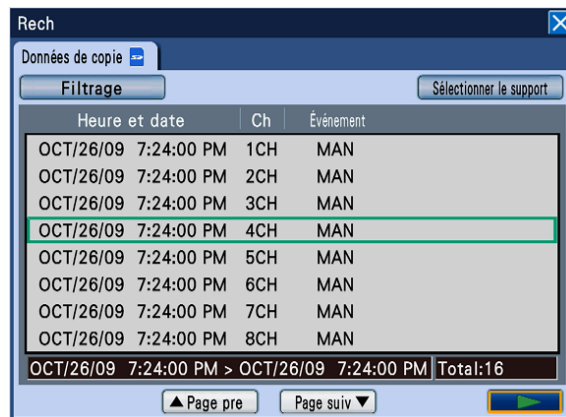 Rech
Données de copie
Filtrage
Sélectionner le support
Heure et date Ch Événement
OCT/26/09 7:24:00 PM 1CH MAN
OCT/26/09 7:24:00 PM 2CH MAN
OCT/26/09 7:24:00 PM 3CH MAN
OCT/26/09 7:24:00 PM 4CH MAN
OCT/26/09 7:24:00 PM 5CH MAN
OCT/26/09 7:24:00 PM 6CH MAN
OCT/26/09 7:24:00 PM 7CH MAN
OCT/26/09 7:24:00 PM 8CH MAN
OCT/26/09 7:24:00 PM > OCT/26/09 7:24:00 PM Total:16
▲ Page pre Page suiv ▼